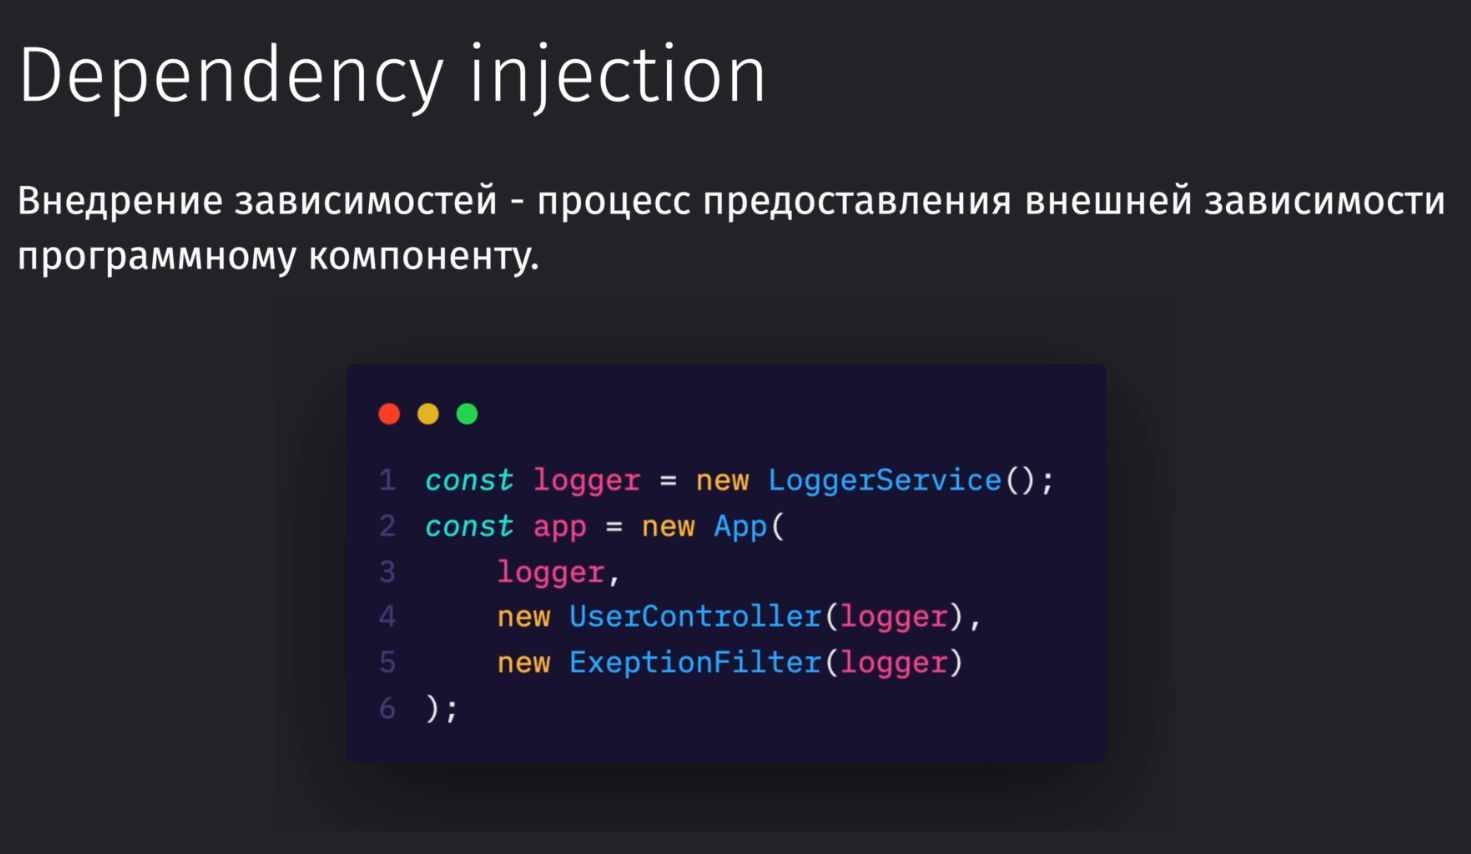 Dependency injection
Внедрение зависимостей - процесс предоставления внешней зависимости
программному компоненту.
1 const logger = new LoggerService();
2 const app = new App(
3 logger,
4 new UserController(logger),
5 new ExeptionFilter(logger)
6 );